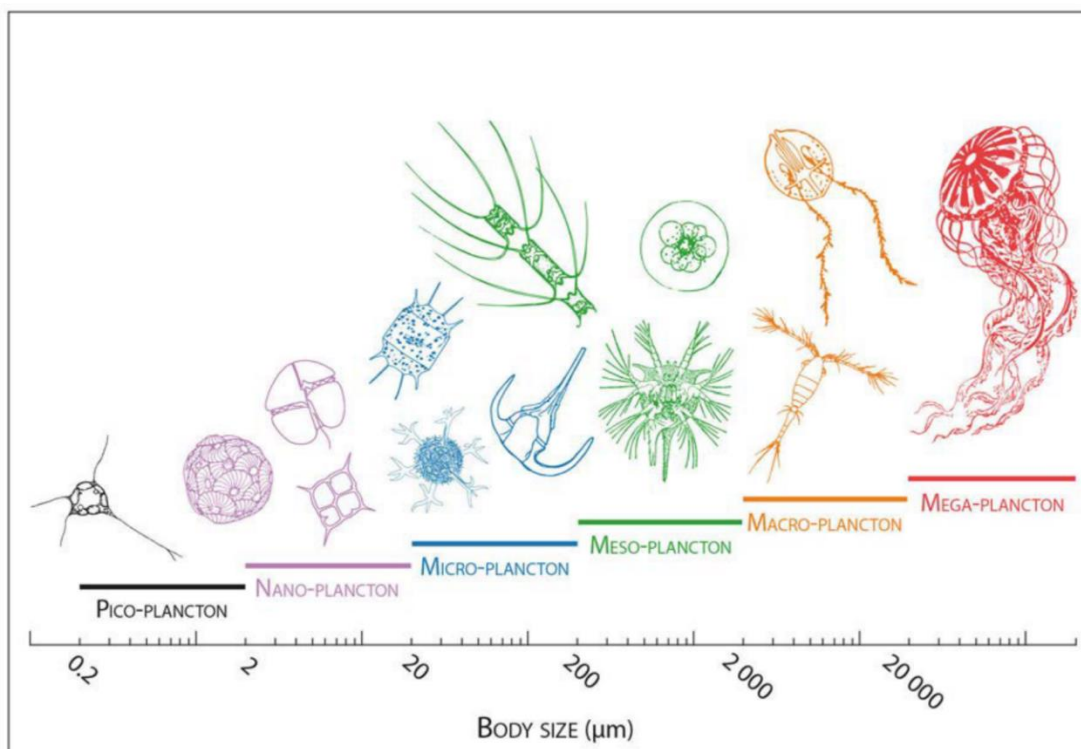 MEGA-PLANCTON
MACRO-PLANCTON
MESO-PLANCTON
MICRO-PLANCTON
NANO-PLANCTON
PICO-PLANCTON
0.2 2 20 200 2 000 20 000
BODY SIZE (µm)